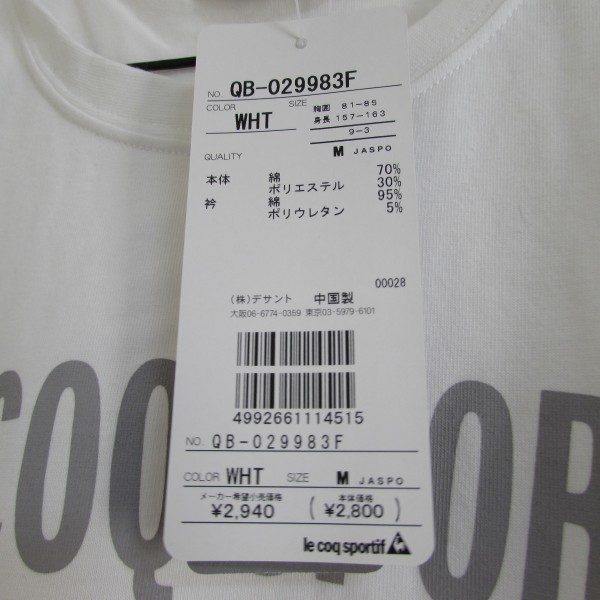 NO. QB-029983F
COLOR SIZE 胸囲 81-85
WHT 身長 157-163
9-3
QUALITY M JASPO
本体 綿 70%
ポリエステル 30%
衿 綿 95%
ポリウレタン 5%
00028
(株)デサント 中国製
大阪06-6774-0359 東京03-5979-6101
4992661114515
NO. QB-029983F
COLOR WHT SIZE M JASPO
メーカー希望小売価格 本体価格
¥2,940 (¥2,800)
le coq sportif
COQ SPOR